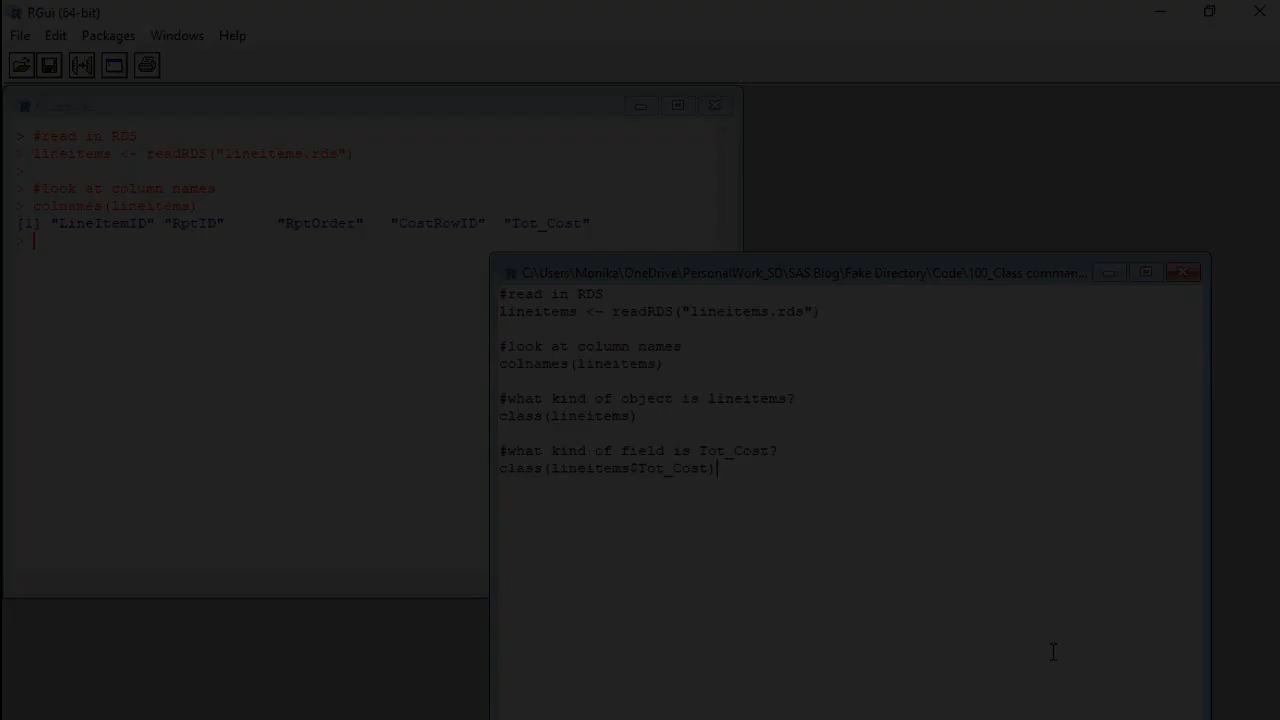 RGui (64-bit)
File Edit Packages Windows Help
> #read in RDS
> lineitems <- readRDS("lineitems.rds")
>
> #look at column names
> colnames(lineitems)
[1] "LineItemID" "RptID" "RptOrder" "CostRowID" "Tot_Cost"
>
C:\Users\Monika\OneDrive\PersonalWork_SD\SAS Blog\Fake Directory\Code\100_Class comman...
#read in RDS
lineitems <- readRDS("lineitems.rds")
#look at column names
colnames(lineitems)
#what kind of object is lineitems?
class(lineitems)
#what kind of field is Tot_Cost?
class(lineitems$Tot_Cost)